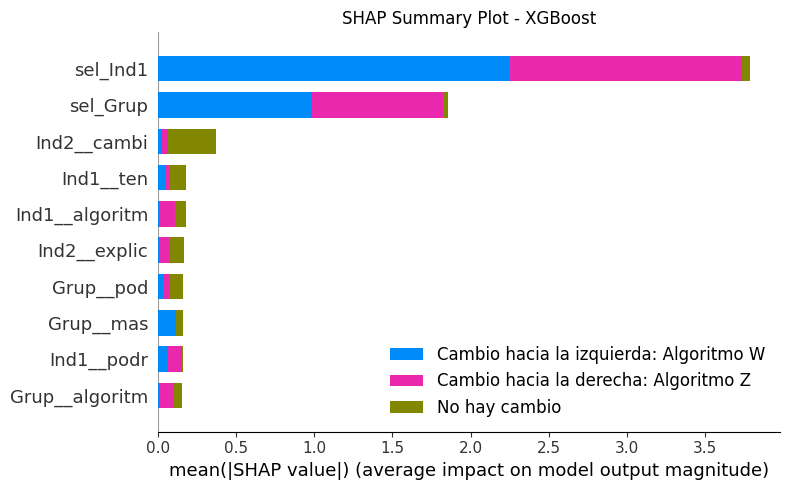 SHAP Summary Plot - XGBoost
sel_Ind1
sel_Grup
Ind2__cambi
Ind1__ten
Ind1__algoritm
Ind2__explic
Grup__pod
Grup__mas
Ind1__podr
Grup__algoritm
Cambio hacia la izquierda: Algoritmo W
Cambio hacia la derecha: Algoritmo Z
No hay cambio
0.0 0.5 1.0 1.5 2.0 2.5 3.0 3.5
mean(|SHAP value|) (average impact on model output magnitude)